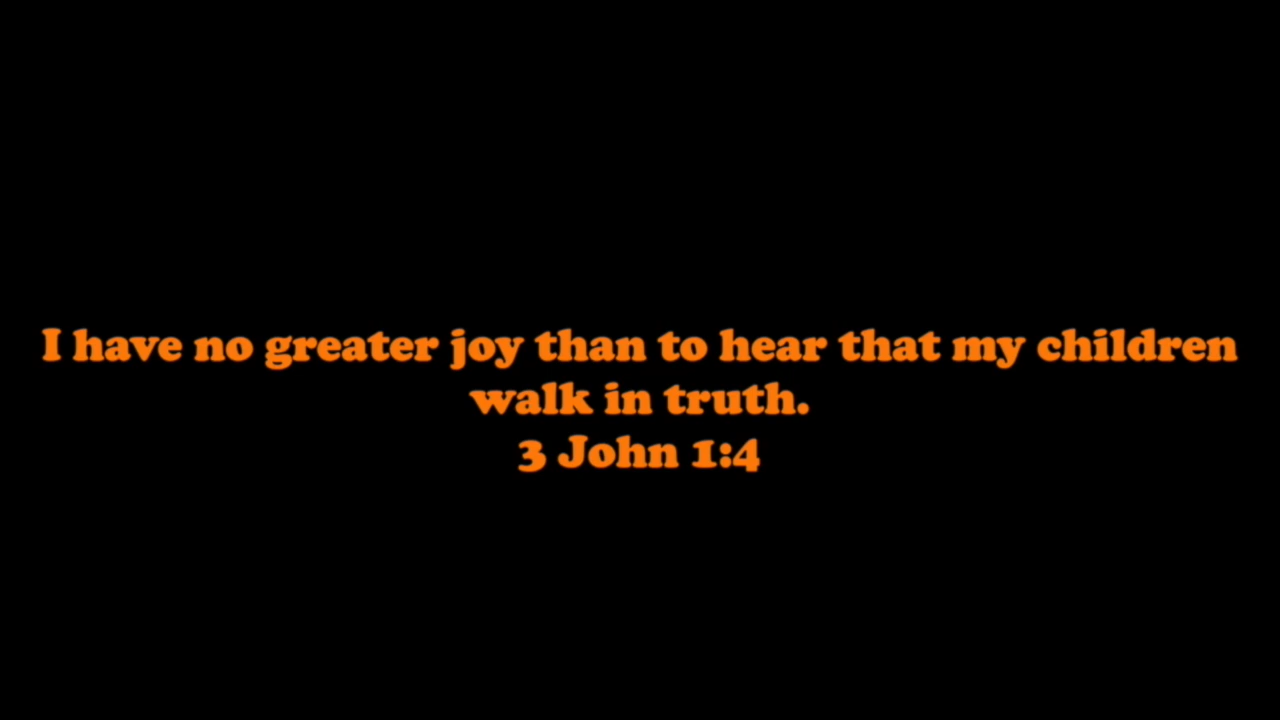 I have no greater joy than to hear that my children
walk in truth.
3 John 1:4